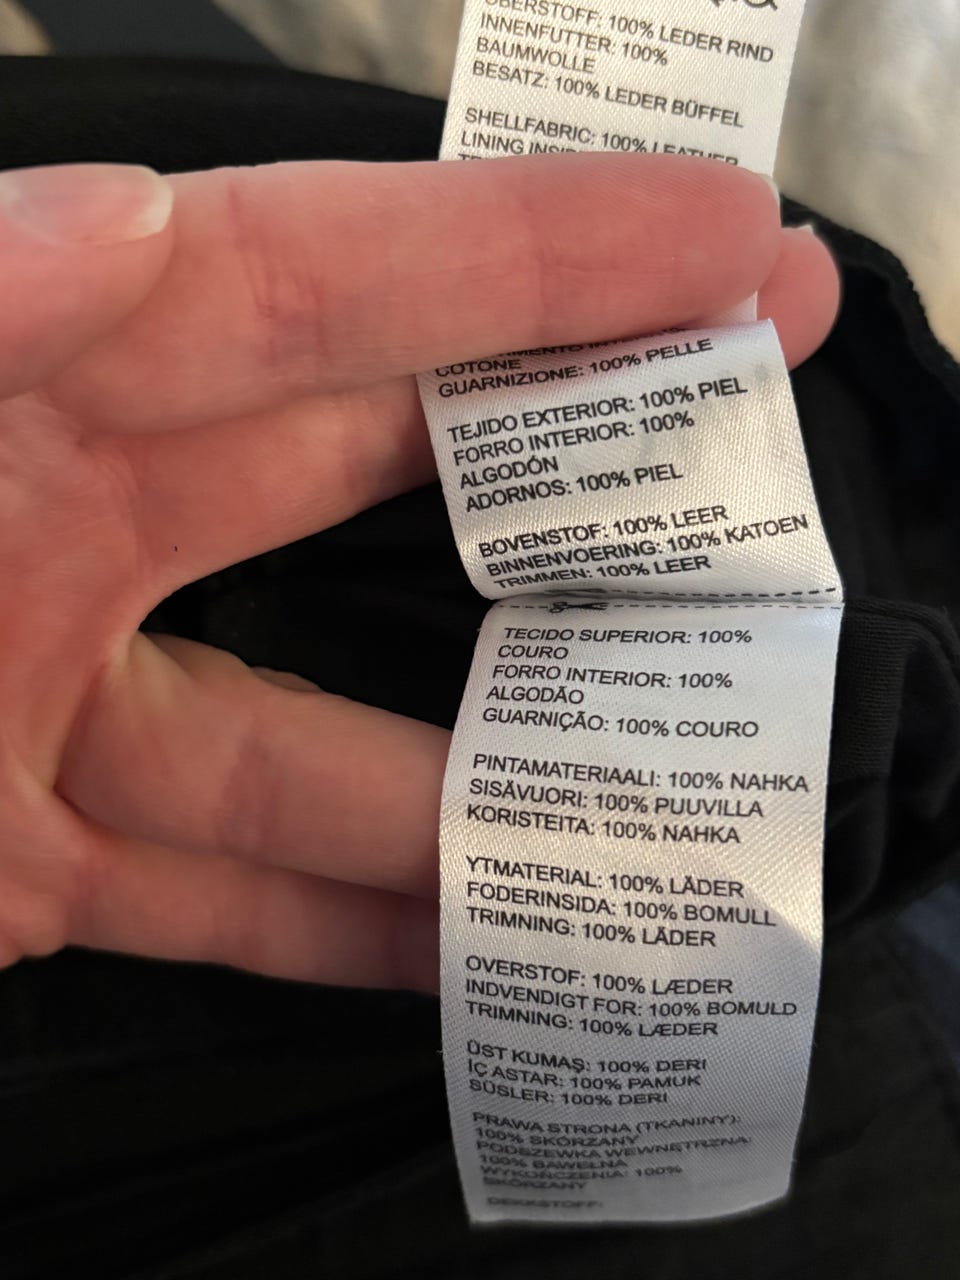 OBERSTOFF: 100% LEDER RIND
INNENFUTTER: 100%
BAUMWOLLE
BESATZ: 100% LEDER BÜFFEL
SHELLFABRIC: 100% LEATHER
LINING
COTONE
GUARNIZIONE: 100% PELLE
TEJIDO EXTERIOR: 100% PIEL
FORRO INTERIOR: 100%
ALGODÓN
ADORNOS: 100% PIEL
BOVENSTOF: 100% LEER
BINNENVOERING: 100% KATOEN
TRIMMEN: 100% LEER
TECIDO SUPERIOR: 100%
COURO
FORRO INTERIOR: 100%
ALGODÃO
GUARNIÇÃO: 100% COURO
PINTAMATERIAALI: 100% NAHKA
SISÄVUORI: 100% PUUVILLA
KORISTEITA: 100% NAHKA
YTMATERIAL: 100% LÄDER
FODERINSIDA: 100% BOMULL
TRIMNING: 100% LÄDER
OVERSTOF: 100% LÆDER
INDVENDIGT FOR: 100% BOMULD
TRIMNING: 100% LÆDER
ÜST KUMAŞ: 100% DERI
İÇ ASTAR: 100% PAMUK
SÜSLER: 100% DERI
PRAWA STRONA (TKANINY):
100% SKÓRZANY
PODSZEWKA WEWNĘTRZNA:
100% BAWEŁNA
WYKOŃCZENIA: 100%
SKÓRZANY
DEKKSTOFF: